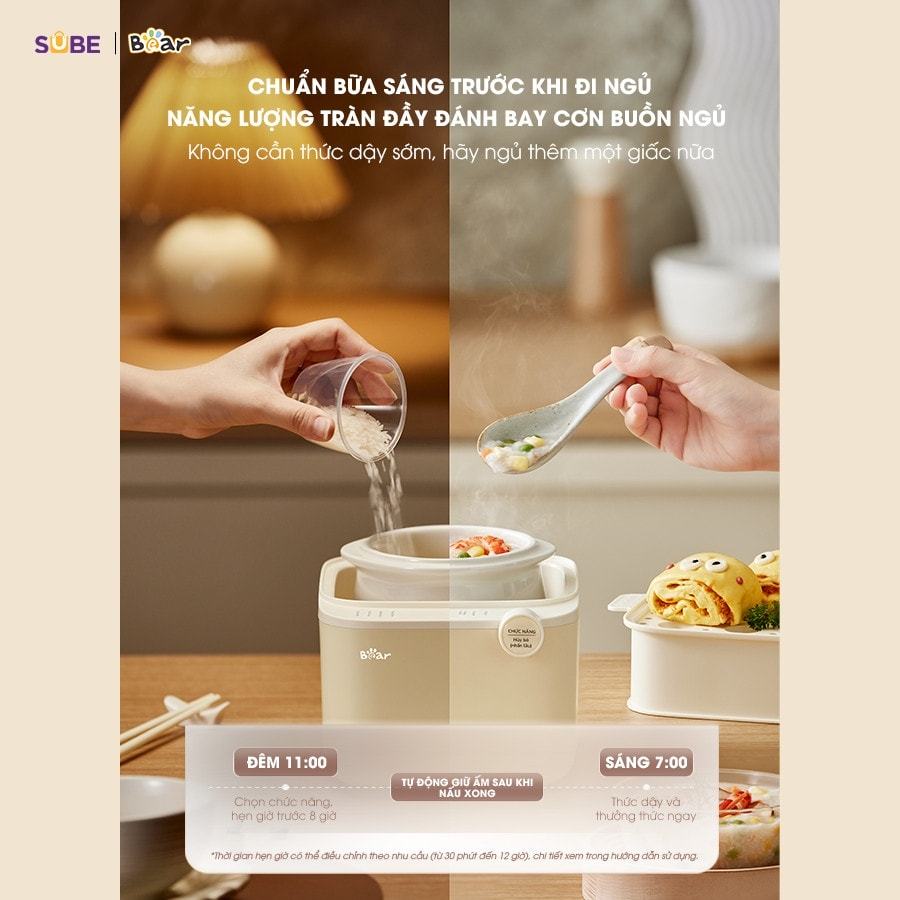 SUBE | Bear
CHUẨN BỮA SÁNG TRƯỚC KHI ĐI NGỦ
NĂNG LƯỢNG TRÀN ĐẦY ĐÁNH BAY CƠN BUỒN NGỦ
Không cần thức dậy sớm, hãy ngủ thêm một giấc nữa
CHỨC NĂNG
Hủy bỏ
Bear
ĐÊM 11:00
Chọn chức năng,
hẹn giờ trước 8 giờ
TỰ ĐỘNG GIỮ ẤM SAU KHI
NẤU XONG
SÁNG 7:00
Thức dậy và
thưởng thức ngay
*Thời gian hẹn giờ có thể điều chỉnh theo nhu cầu (từ 30 phút đến 12 giờ), chi tiết xem trong hướng dẫn sử dụng.